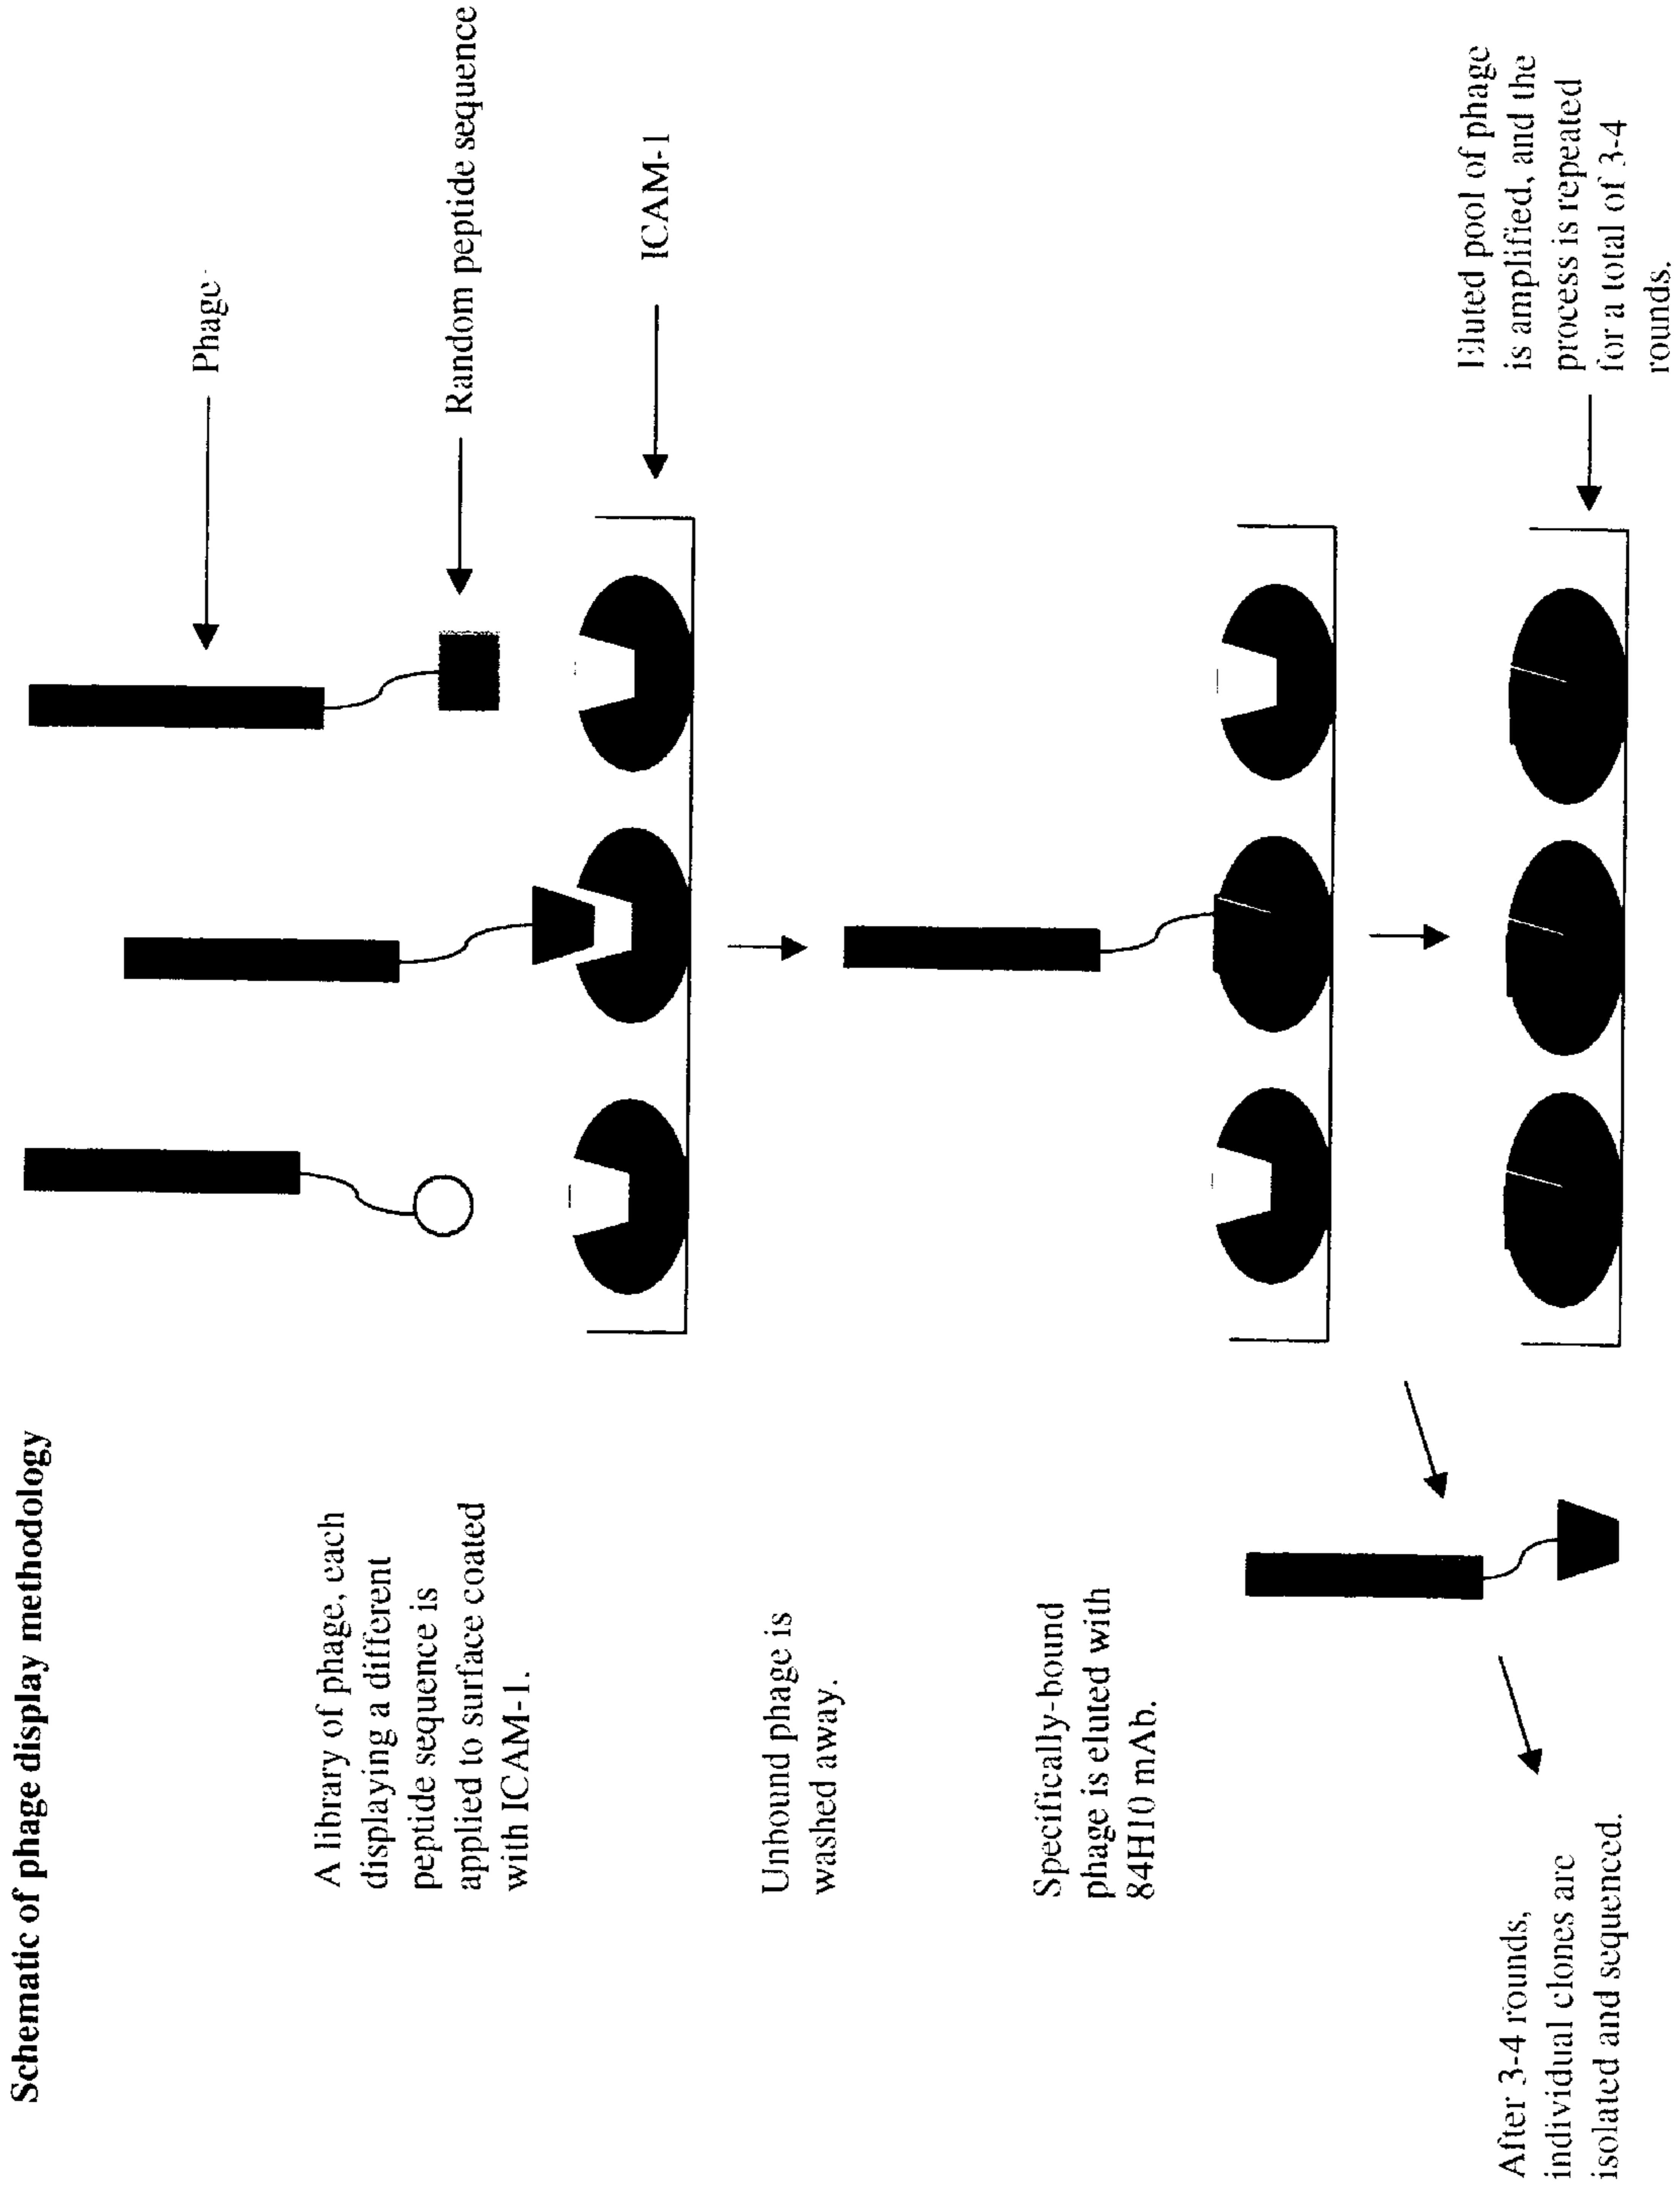 Schematic of phage display methodology
A library of phage, each
displaying a different
peptide sequence is
applied to surface coated
with ICAM-1.
Phage
Random peptide sequence
ICAM-1
Unbound phage is
washed away.
Specifically-bound
phage is eluted with
84H10 mAb.
After 3-4 rounds,
individual clones are
isolated and sequenced.
Eluted pool of phage
is amplified, and the
process is repeated
for a total of 3-4
rounds.